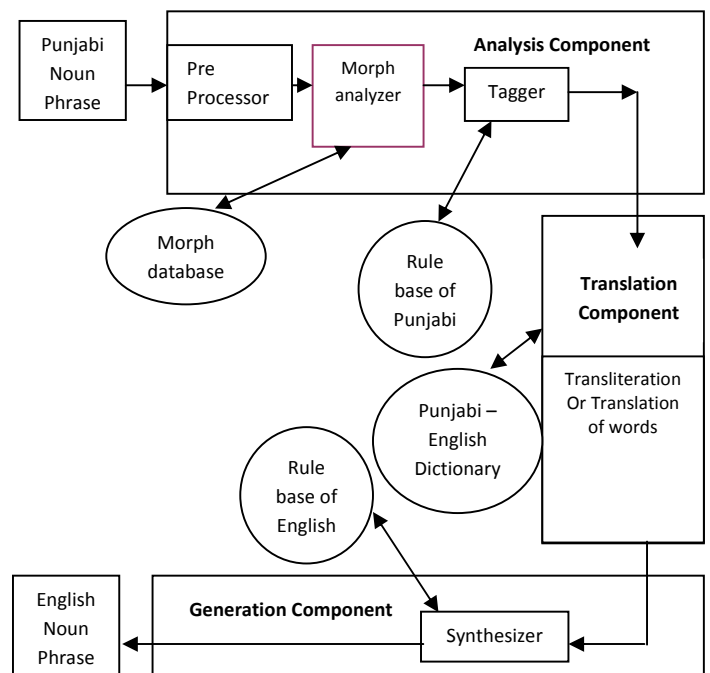 Punjabi
Noun
Phrase
Analysis Component
Pre
Processor
Morph
analyzer
Tagger
Morph
database
Rule
base of
Punjabi
Translation
Component
Transliteration
Or Translation
of words
Punjabi –
English
Dictionary
Rule
base of
English
English
Noun
Phrase
Generation Component
Synthesizer